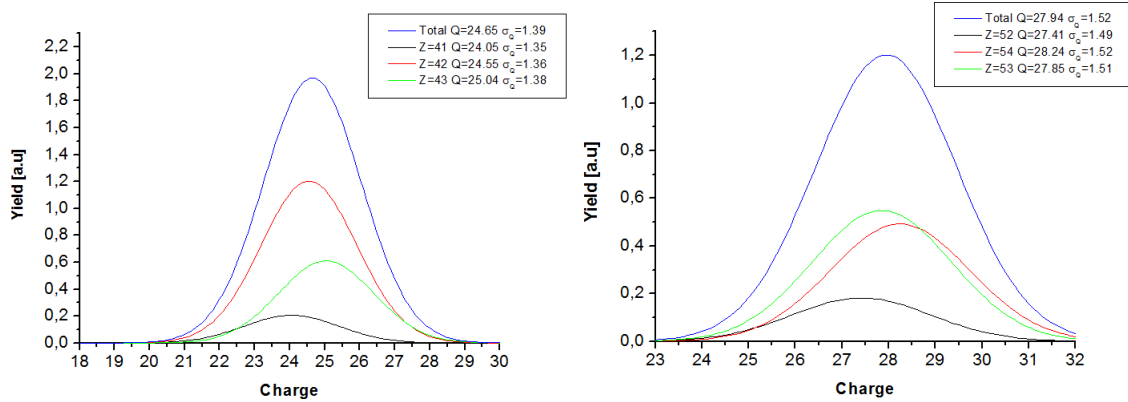 Total Q=24.65 σQ=1.39
Z=41 Q=24.05 σQ=1.35
Z=42 Q=24.55 σQ=1.36
Z=43 Q=25.04 σQ=1.38
2,0
1,8
1,6
1,4
1,2
1,0
0,8
0,6
0,4
0,2
0,0
Yield [a.u]
18 19 20 21 22 23 24 25 26 27 28 29 30
Charge
Total Q=27.94 σQ=1.52
Z=52 Q=27.41 σQ=1.49
Z=54 Q=28.24 σQ=1.52
Z=53 Q=27.85 σQ=1.51
1,2
1,0
0,8
0,6
0,4
0,2
0,0
Yield [a.u]
23 24 25 26 27 28 29 30 31 32
Charge